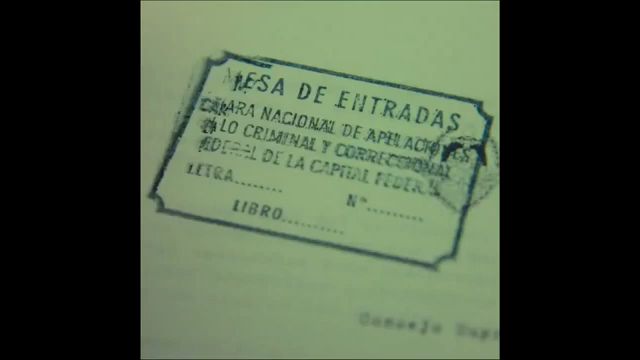 MESA DE ENTRADAS
CAMARA NACIONAL DE APELACIONES
EN LO CRIMINAL Y CORRECCIONAL
FEDERAL DE LA CAPITAL FEDERAL
LETRA........ Nº.........
LIBRO..........
Consejo